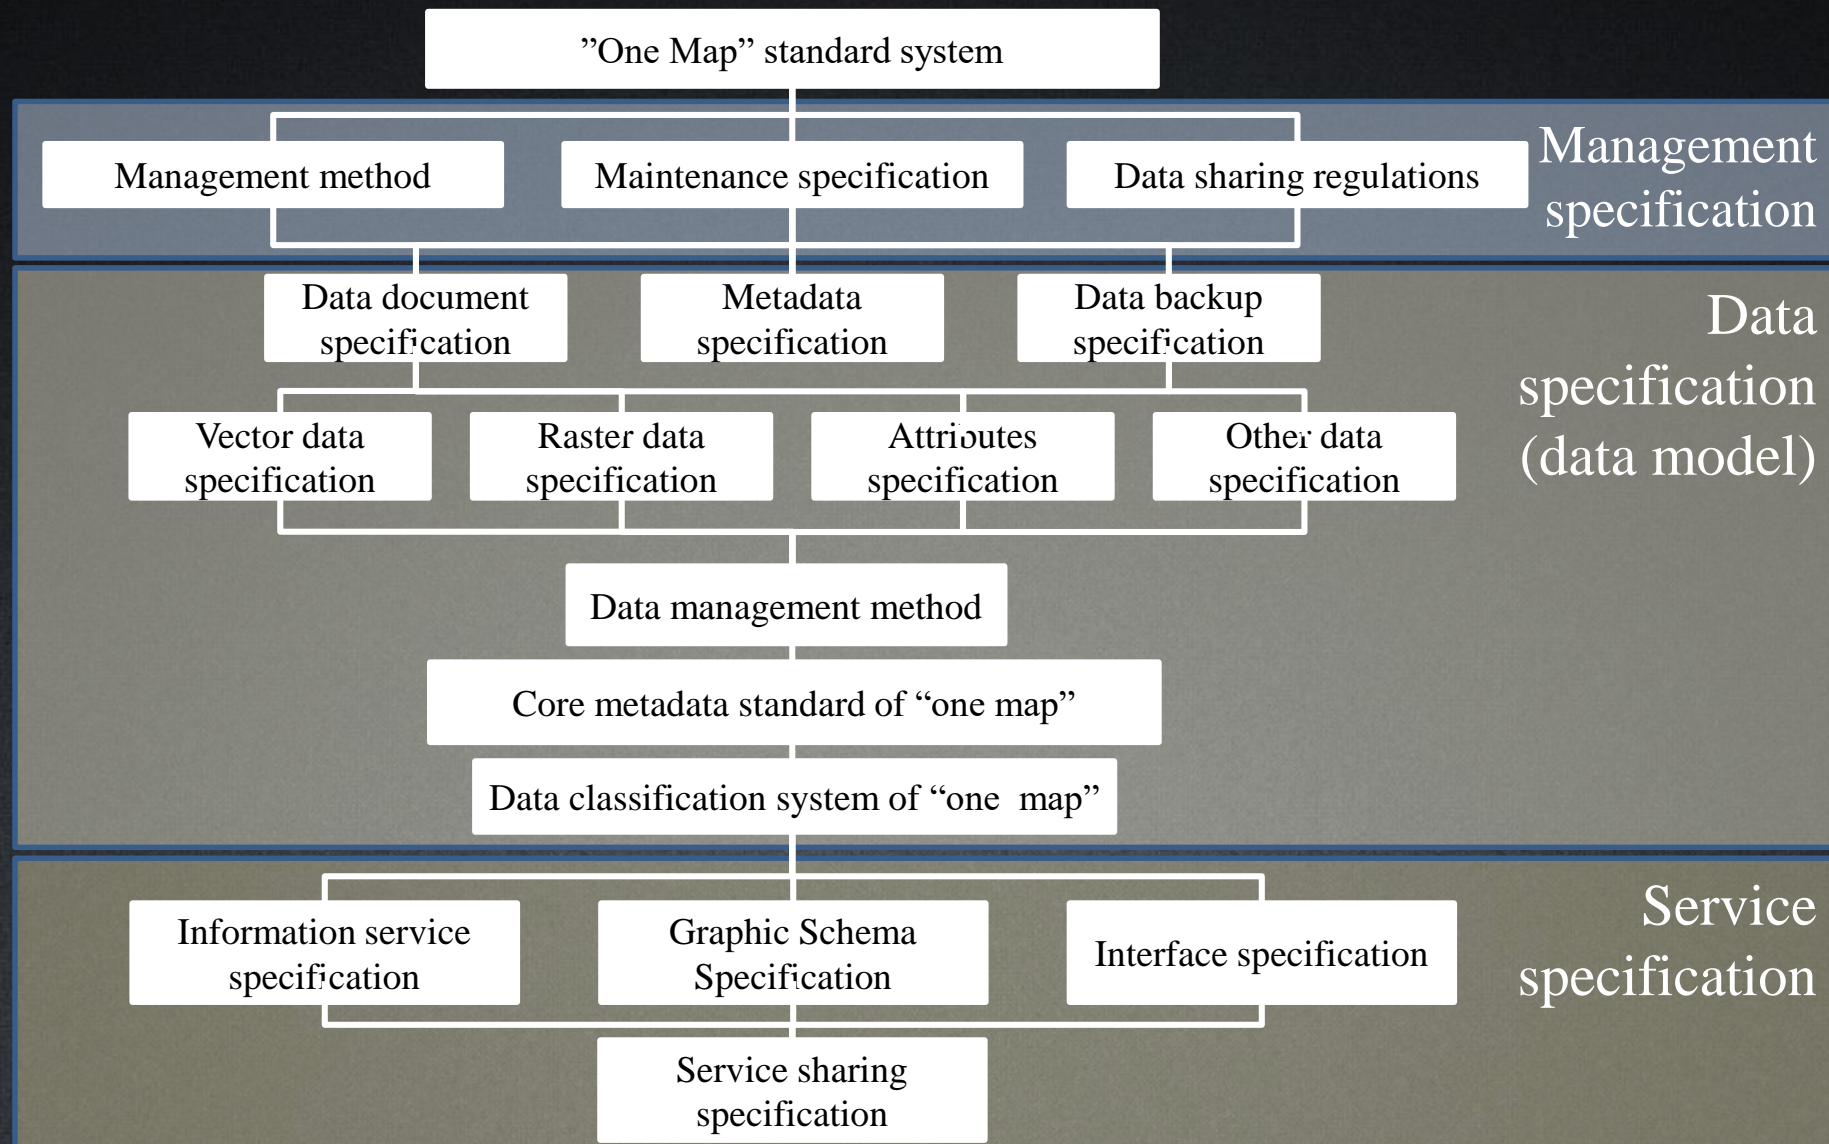 ”One Map” standard system
Management method
Maintenance specification
Data sharing regulations
Management
specification
Data document
specification
Metadata
specification
Data backup
specification
Data
specification
(data model)
Vector data
specification
Raster data
specification
Attributes
specification
Other data
specification
Data management method
Core metadata standard of “one map”
Data classification system of “one  map”
Information service
specification
Graphic Schema
Specification
Interface specification
Service
specification
Service sharing
specification